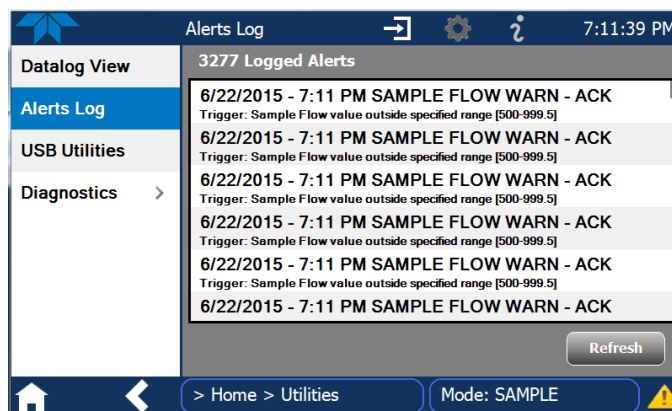 Alerts Log
7:11:39 PM
Datalog View
Alerts Log
USB Utilities
Diagnostics >
3277 Logged Alerts
6/22/2015 - 7:11 PM SAMPLE FLOW WARN - ACK
Trigger: Sample Flow value outside specified range [500-999.5]
6/22/2015 - 7:11 PM SAMPLE FLOW WARN - ACK
Trigger: Sample Flow value outside specified range [500-999.5]
6/22/2015 - 7:11 PM SAMPLE FLOW WARN - ACK
Trigger: Sample Flow value outside specified range [500-999.5]
6/22/2015 - 7:11 PM SAMPLE FLOW WARN - ACK
Trigger: Sample Flow value outside specified range [500-999.5]
6/22/2015 - 7:11 PM SAMPLE FLOW WARN - ACK
Trigger: Sample Flow value outside specified range [500-999.5]
6/22/2015 - 7:11 PM SAMPLE FLOW WARN - ACK
Refresh
> Home > Utilities
Mode: SAMPLE